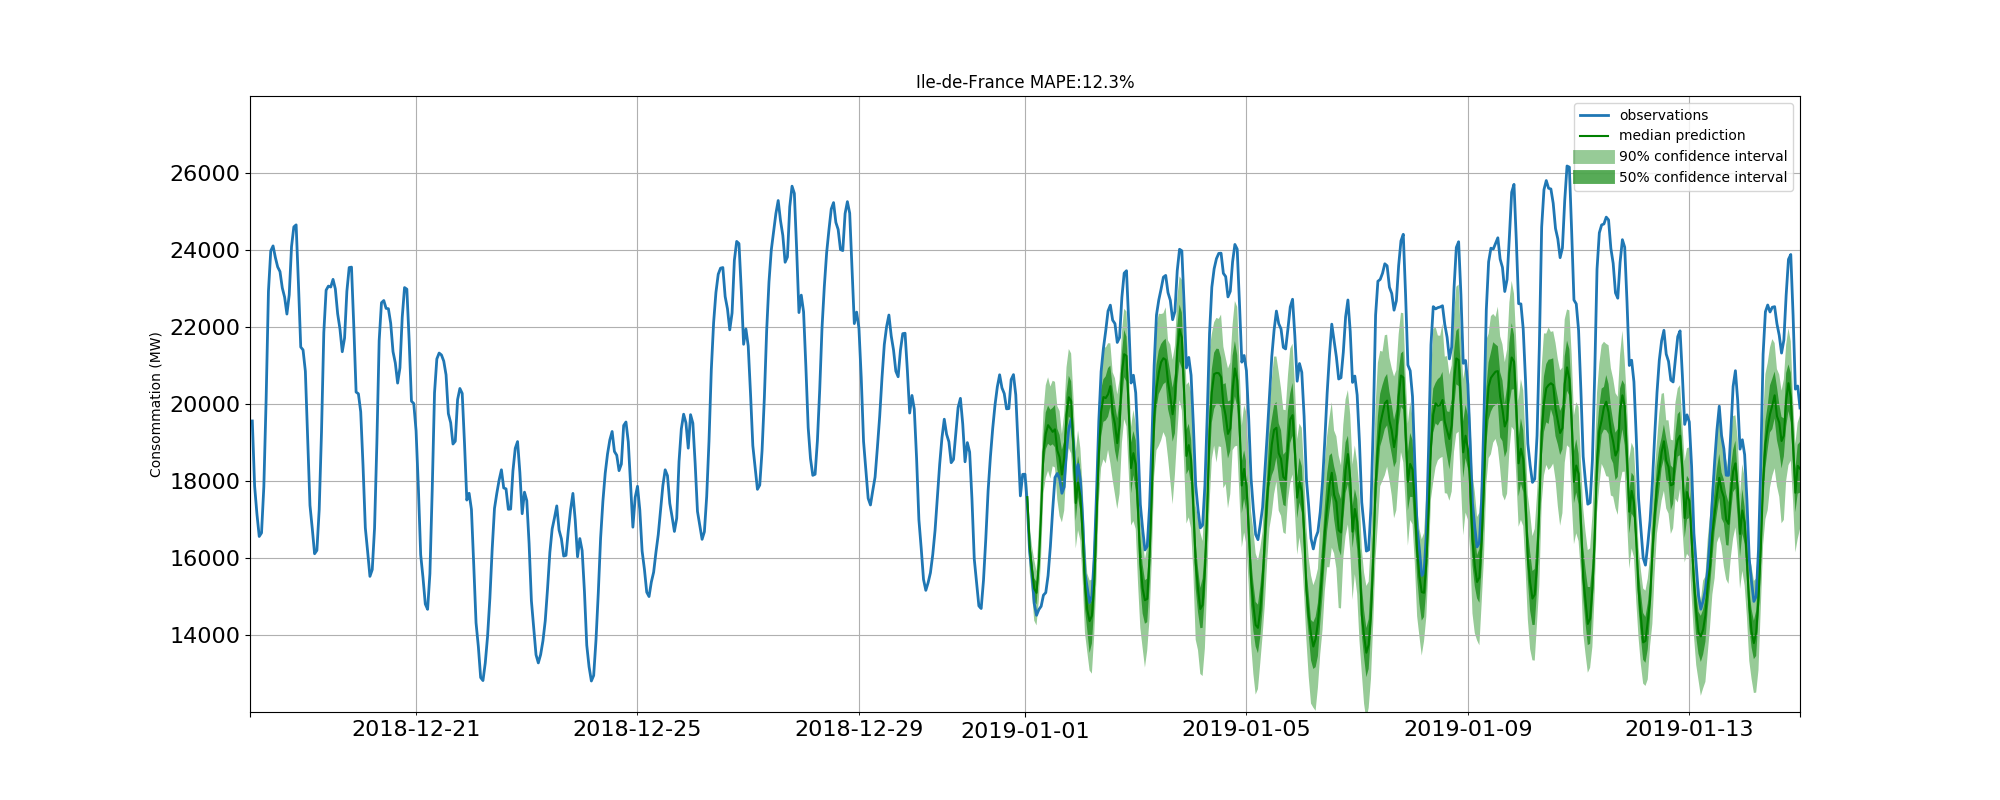 Ile-de-France MAPE:12.3%
observations
median prediction
90% confidence interval
50% confidence interval
Consommation (MW)
26000
24000
22000
20000
18000
16000
14000
2018-12-21 2018-12-25 2018-12-29 2019-01-01 2019-01-05 2019-01-09 2019-01-13